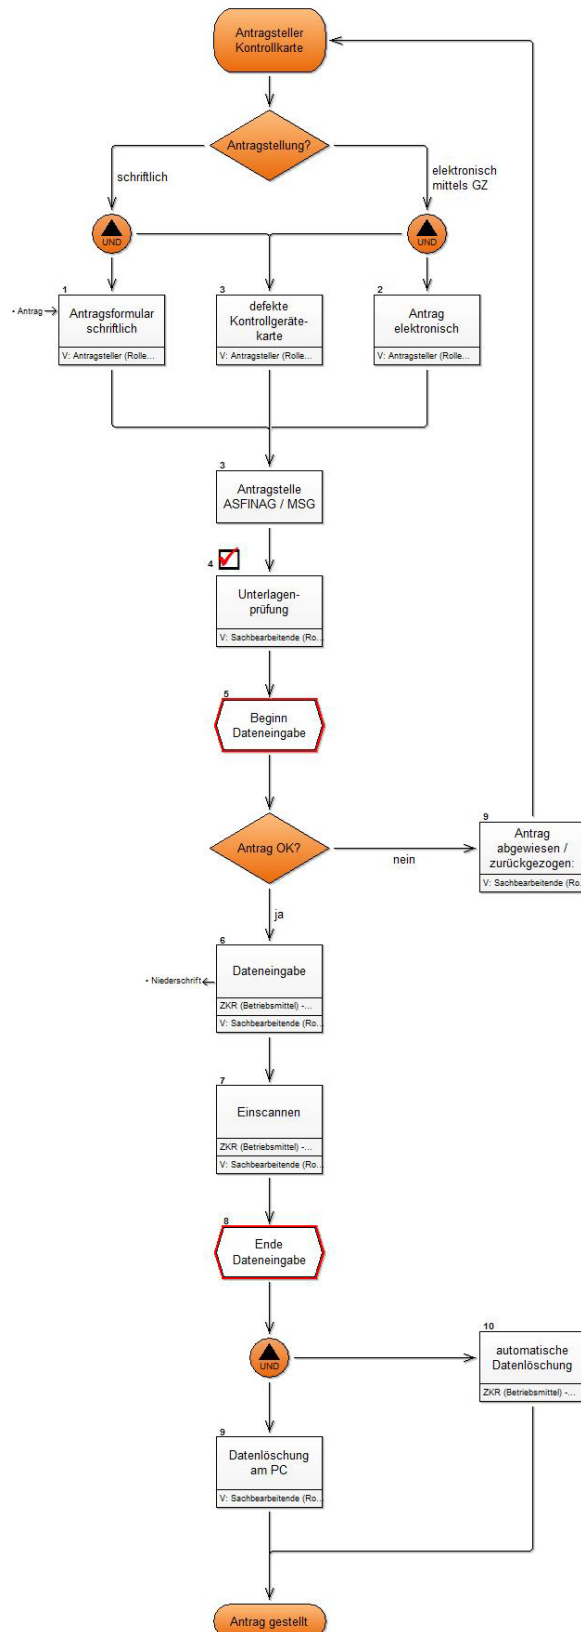 Antragsteller
Kontrollkarte
Antragstellung?
schriftlich
elektronisch
mittels GZ
UND
UND
1
3
2
• Antrag
Antragsformular
schriftlich
V: Antragsteller (Rolle...
defekte
Kontrollgeräte-
karte
V: Antragsteller (Rolle...
Antrag
elektronisch
V: Antragsteller (Rolle...
3
Antragstelle
ASFINAG / MSG
4
Unterlagen-
prüfung
V: Sachbearbeitende (Ro...
5
Beginn
Dateneingabe
Antrag OK?
nein
9
Antrag
abgewiesen /
zurückgezogen:
V: Sachbearbeitende (Ro...
ja
6
• Niederschrift
Dateneingabe
ZKR (Betriebsmittel) -...
V: Sachbearbeitende (Ro...
7
Einscannen
ZKR (Betriebsmittel) -...
V: Sachbearbeitende (Ro...
8
Ende
Dateneingabe
UND
10
automatische
Datenlöschung
ZKR (Betriebsmittel) -...
9
Datenlöschung
am PC
V: Sachbearbeitende (Ro...
Antrag gestellt